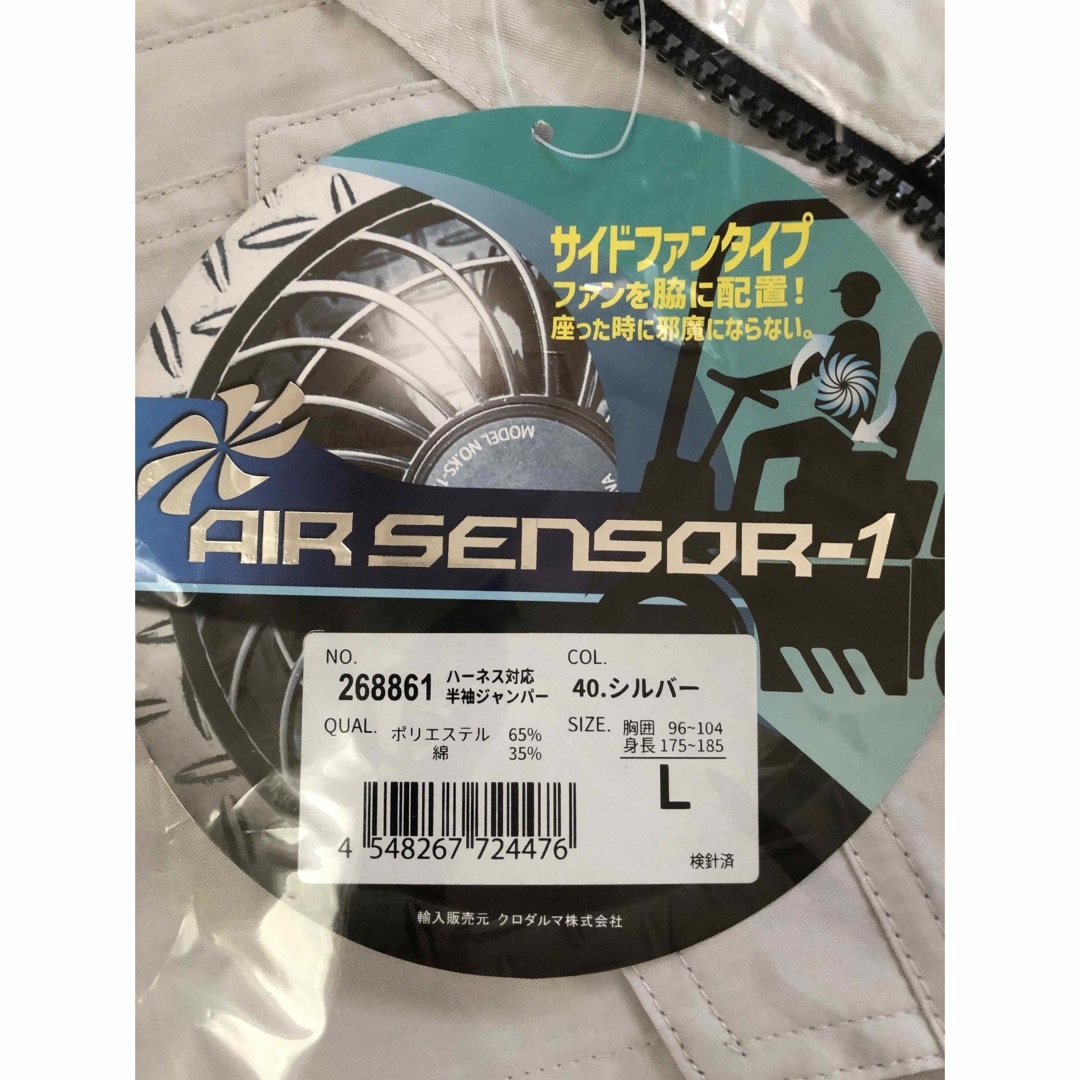 サイドファンタイプ
ファンを脇に配置!
座った時に邪魔にならない。
MODEL NO.KS-
AIR SENSOR-1
NO.
268861
ハーネス対応
半袖ジャンパー
COL.
40.シルバー
QUAL.
ポリエステル 65%
綿 35%
SIZE.
胸囲 96~104
身長 175~185
L
4 548267 724476
検針済
輸入販売元 クロダルマ株式会社